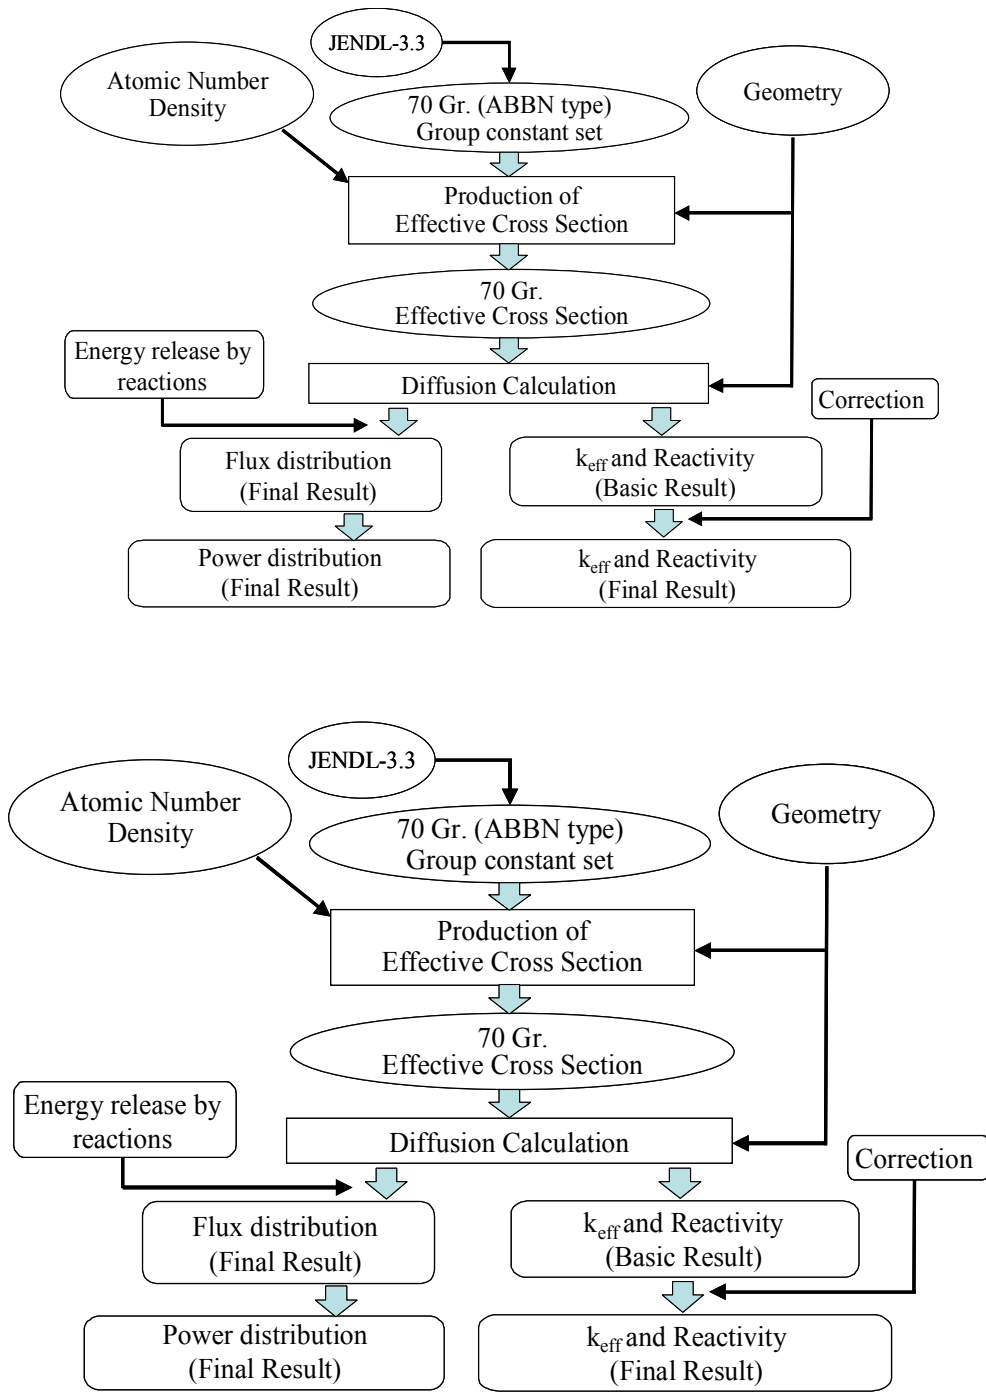 JENDL-3.3
Atomic Number
Density
70 Gr. (ABBN type)
Group constant set
Geometry
Production of
Effective Cross Section
70 Gr.
Effective Cross Section
Energy release by
reactions
Diffusion Calculation
Correction
Flux distribution
(Final Result)
keff and Reactivity
(Basic Result)
Power distribution
(Final Result)
keff and Reactivity
(Final Result)
JENDL-3.3
Atomic Number
Density
70 Gr. (ABBN type)
Group constant set
Geometry
Production of
Effective Cross Section
70 Gr.
Effective Cross Section
Energy release by
reactions
Diffusion Calculation
Correction
Flux distribution
(Final Result)
keff and Reactivity
(Basic Result)
Power distribution
(Final Result)
keff and Reactivity
(Final Result)